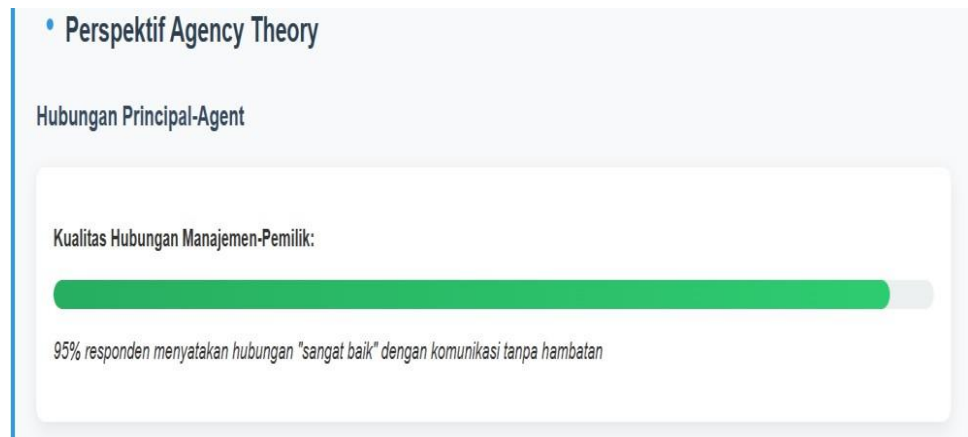 • Perspektif Agency Theory
Hubungan Principal-Agent
Kualitas Hubungan Manajemen-Pemilik:
95% responden menyatakan hubungan "sangat baik" dengan komunikasi tanpa hambatan